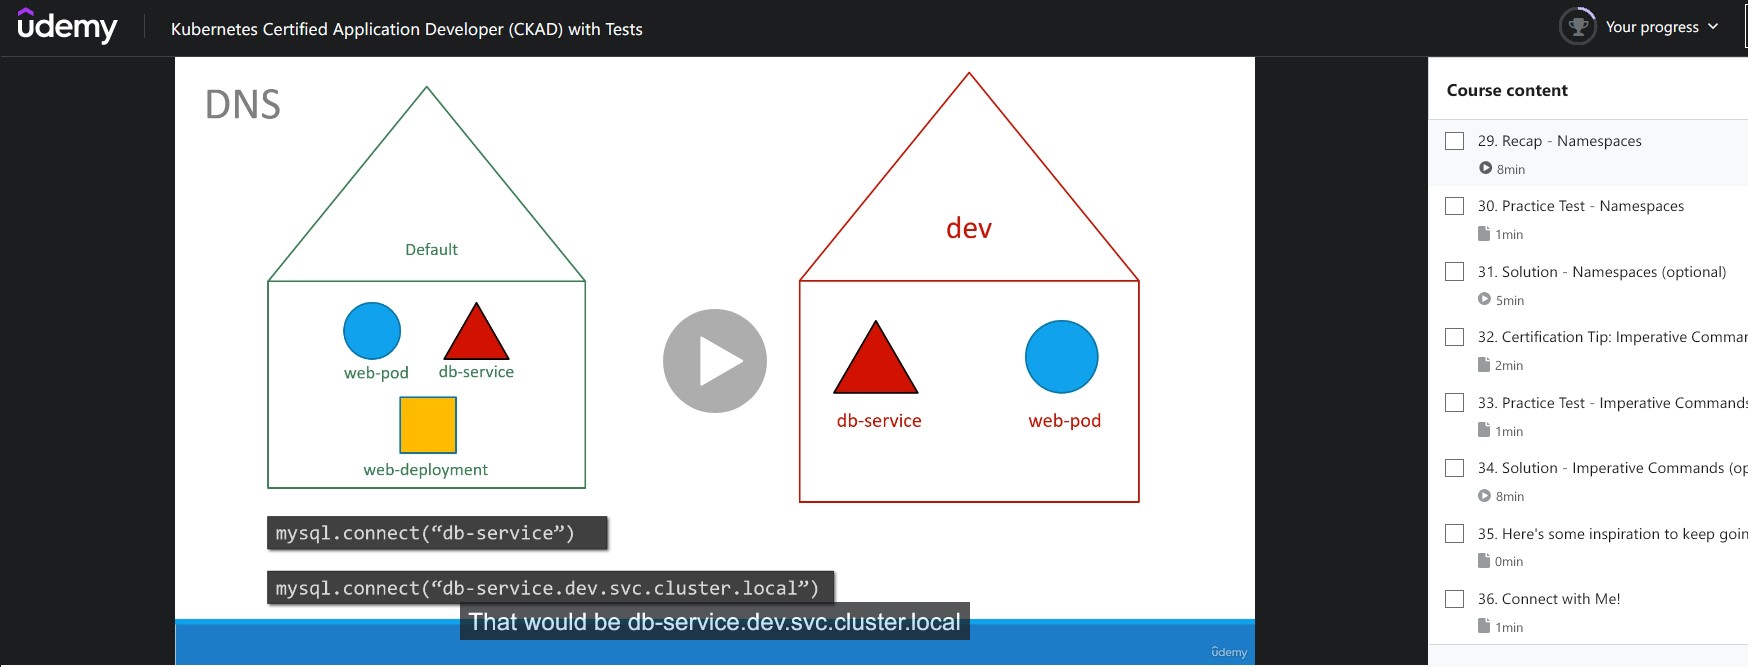 udemy
Kubernetes Certified Application Developer (CKAD) with Tests
Your progress
DNS
Default
web-pod
db-service
web-deployment
dev
db-service
web-pod
mysql.connect(“db-service”)
mysql.connect(“db-service.dev.svc.cluster.local”)
That would be db-service.dev.svc.cluster.local
udemy
Course content
29. Recap - Namespaces
8min
30. Practice Test - Namespaces
1min
31. Solution - Namespaces (optional)
5min
32. Certification Tip: Imperative Comma
2min
33. Practice Test - Imperative Commands
1min
34. Solution - Imperative Commands (op
8min
35. Here's some inspiration to keep goin
0min
36. Connect with Me!
1min